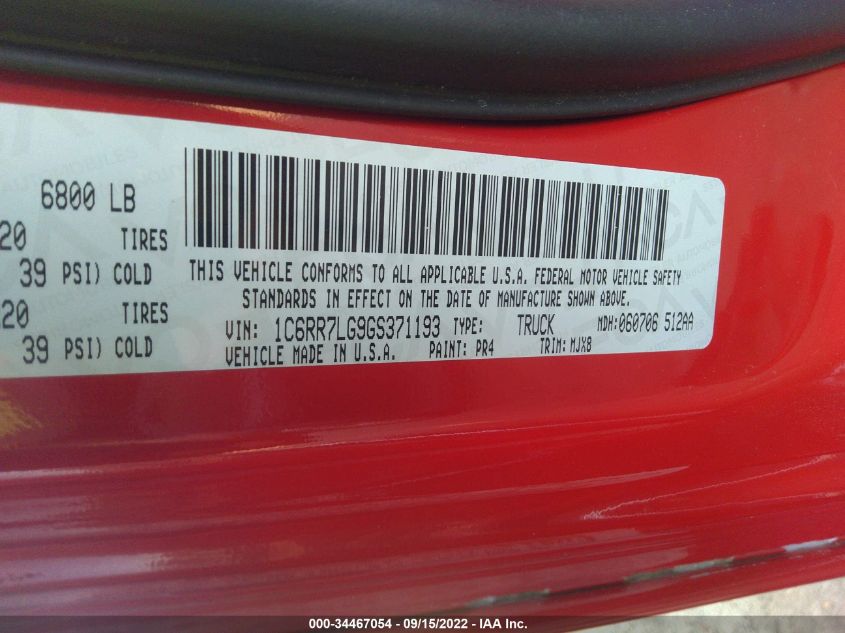 6800 LB
20 TIRES
39 PSI) COLD
20 TIRES
39 PSI) COLD
THIS VEHICLE CONFORMS TO ALL APPLICABLE U.S.A. FEDERAL MOTOR VEHICLE SAFETY
STANDARDS IN EFFECT ON THE DATE OF MANUFACTURE SHOWN ABOVE.
VIN: 1C6RR7LG9GS371193 TYPE: TRUCK MDH:060706 512AA
VEHICLE MADE IN U.S.A. PAINT: PR4 TRIM: MJX8
000-34467054 - 09/15/2022 - IAA Inc.